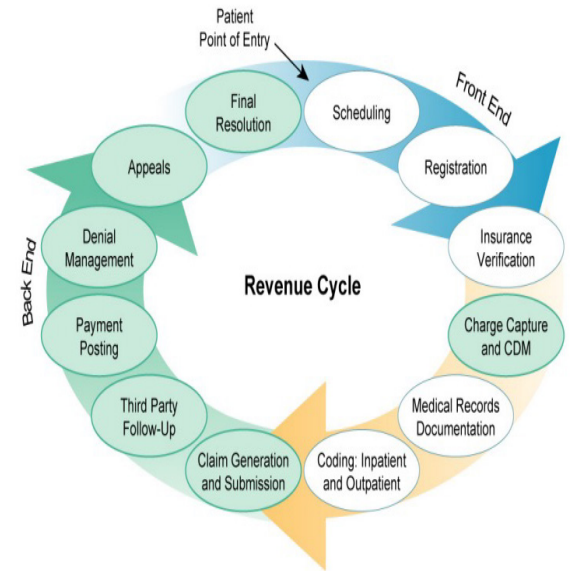 Patient
Point of Entry
Front End
Final
Resolution
Scheduling
Appeals
Registration
Denial
Management
Insurance
Verification
Back End
Revenue Cycle
Payment
Posting
Charge Capture
and CDM
Third Party
Follow-Up
Medical Records
Documentation
Claim Generation
and Submission
Coding: Inpatient
and Outpatient